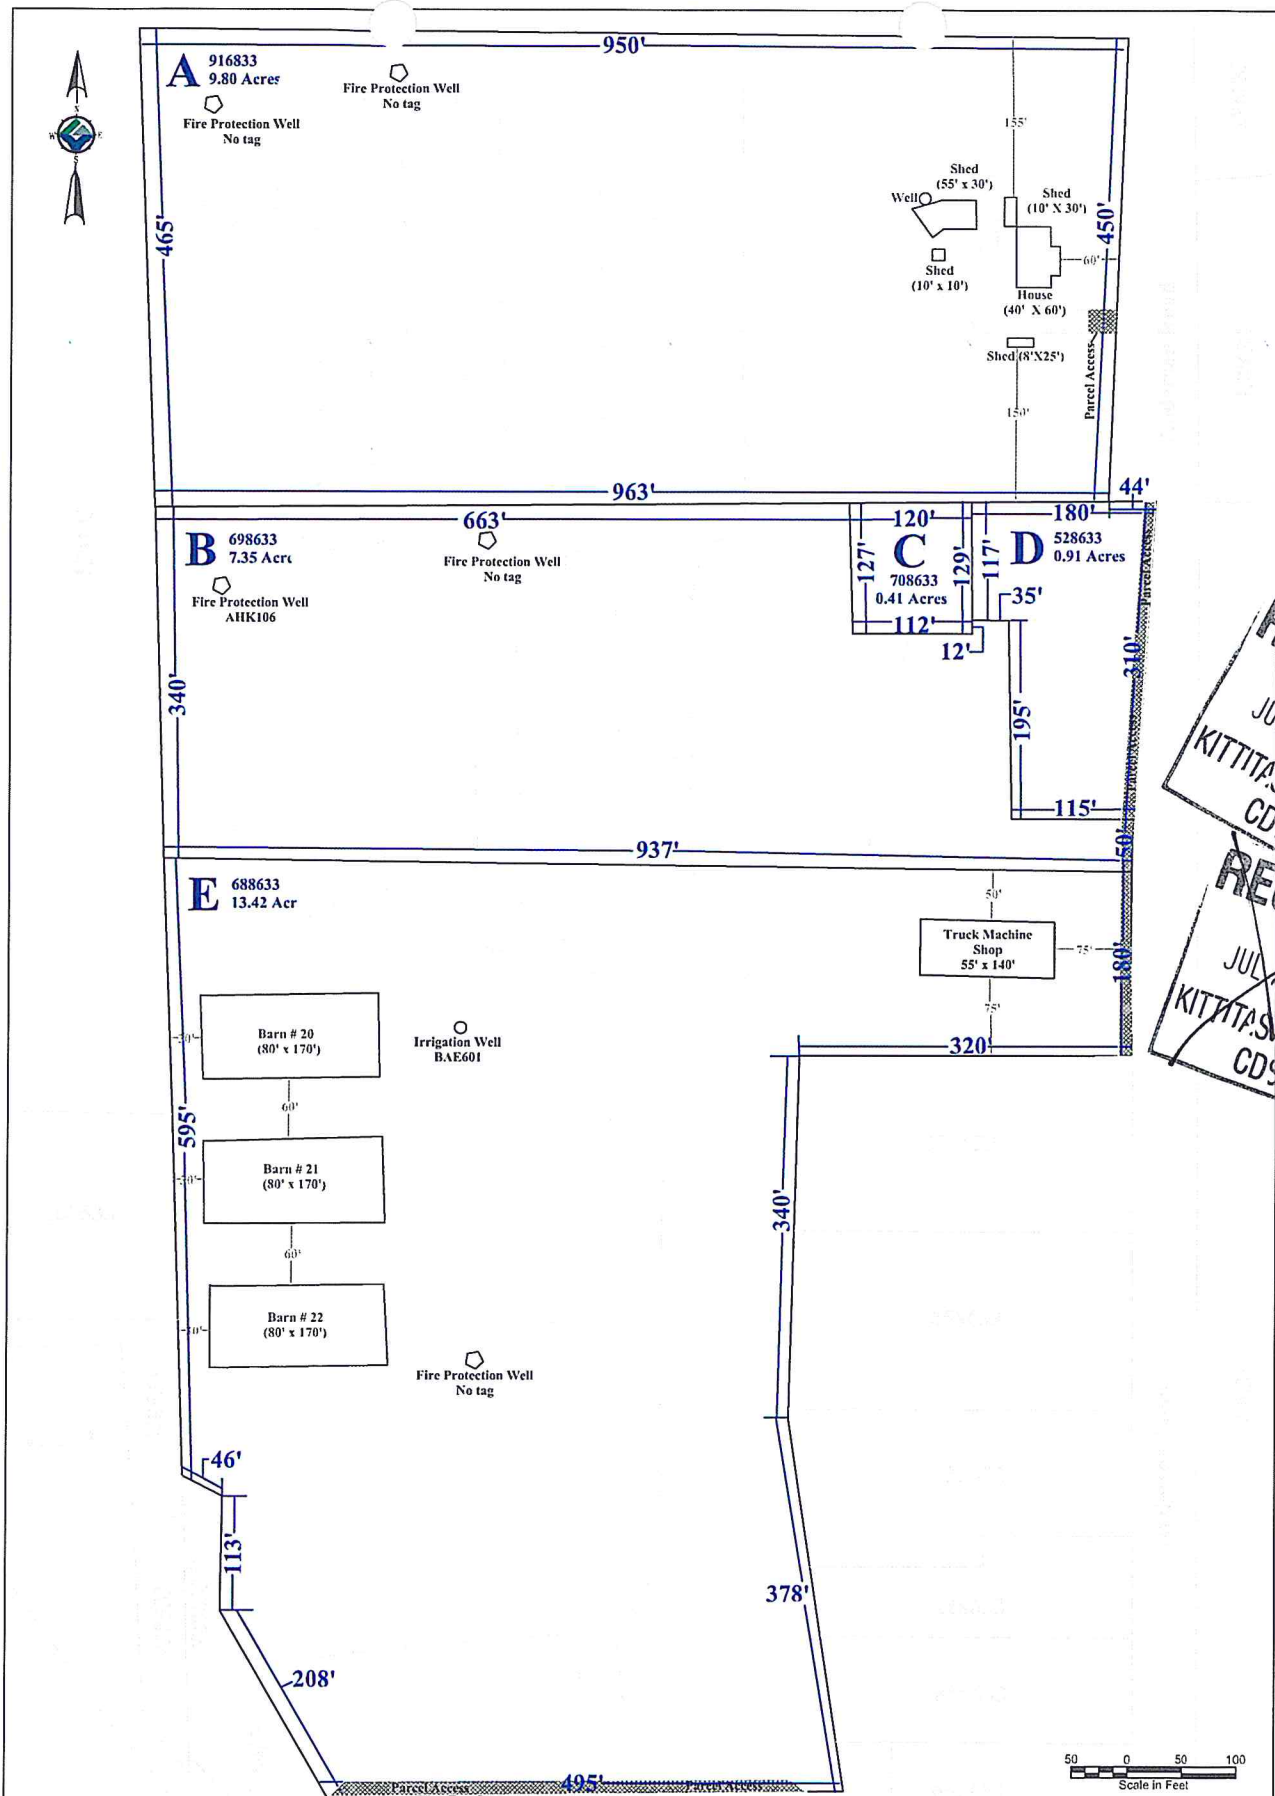 950'
A 916833
9.80 Acres
Fire Protection Well
No tag
Fire Protection Well
No tag
N
W E
S
155'
Shed
(55' x 30')
Well
Shed
(10' X 30')
465'
450'
60'
Shed
(10' x 10')
House
(40' X 60')
Shed (8'X25')
Parcel Access
150'
963'
44'
663'
120'
180'
B 698633
7.35 Acre
Fire Protection Well
No tag
Fire Protection Well
AHK106
127'
C
708633
0.41 Acres
129'
117'
D 528633
0.91 Acres
35'
112'
12'
Parcel Access
310'
340'
195'
Parcel Access
115'
50'
937'
E 688633
13.42 Acr
50'
Truck Machine
Shop
55' x 140'
75'
180'
75'
320'
Barn # 20
(80' x 170')
Irrigation Well
BAE601
60'
595'
Barn # 21
(80' x 170')
340'
60'
Barn # 22
(80' x 170')
Fire Protection Well
No tag
46'
113'
378'
208'
Parcel Access
495'
Parcel Access
50 0 50 100
Scale in Feet
JU
KITTITAS
CD
REC
JUL
KITTITAS
CDS